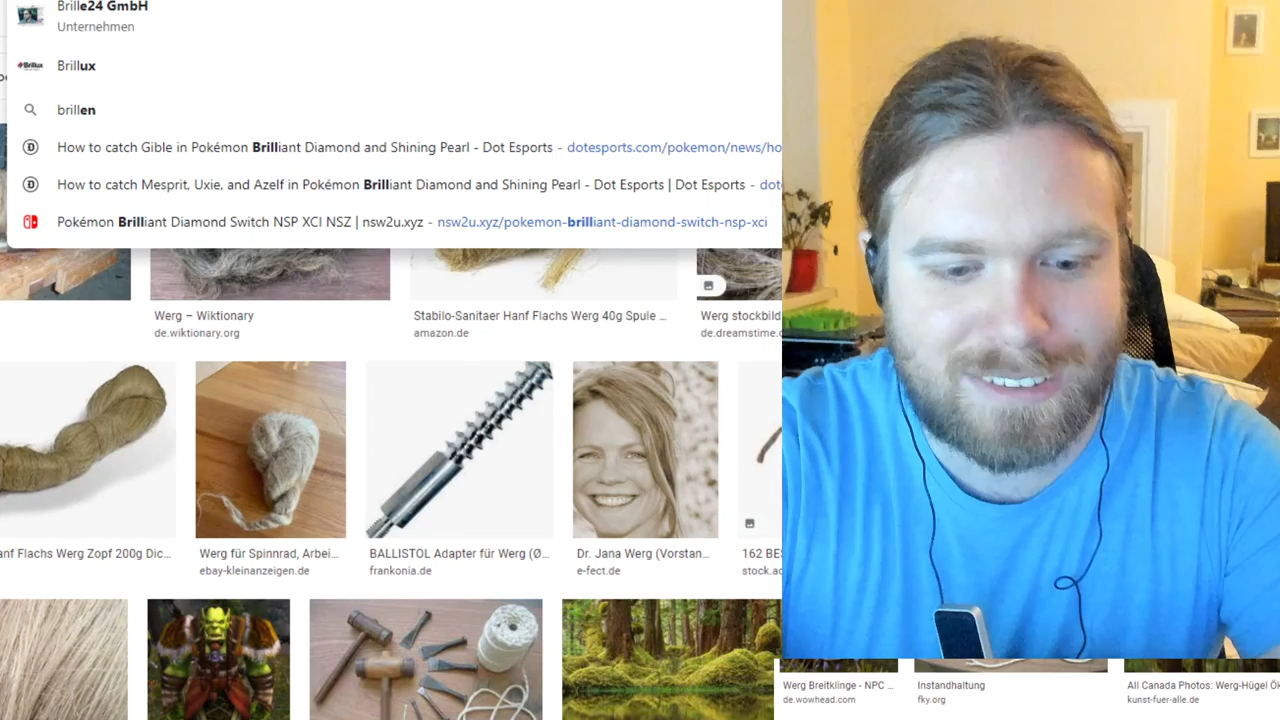 Brille24 GmbH
Unternehmen
Brillux
Brillux
brillen
How to catch Gible in Pokémon Brilliant Diamond and Shining Pearl - Dot Esports - dotesports.com/pokemon/news/ho
How to catch Mesprit, Uxie, and Azelf in Pokémon Brilliant Diamond and Shining Pearl - Dot Esports | Dot Esports - dot
Pokémon Brilliant Diamond Switch NSP XCI NSZ | nsw2u.xyz - nsw2u.xyz/pokemon-brilliant-diamond-switch-nsp-xci
Werg – Wiktionary
de.wiktionary.org
Stabilo-Sanitaer Hanf Flachs Werg 40g Spule ...
amazon.de
Werg stockbild
de.dreamstime.c
anf Flachs Werg Zopf 200g Dic...
Werg für Spinnrad, Arbei...
ebay-kleinanzeigen.de
BALLISTOL Adapter für Werg (Ø...
frankonia.de
Dr. Jana Werg (Vorstan...
e-fect.de
162 BES
stock.ad
Werg Breitklinge - NPC ...
de.wowhead.com
Instandhaltung
fky.org
All Canada Photos: Werg-Hügel Ök
kunst-fuer-alle.de